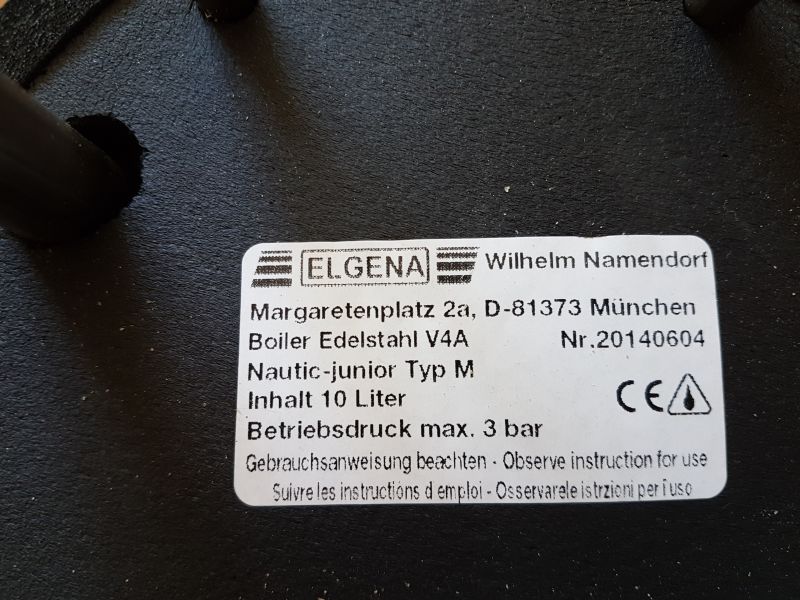 ELGENA Wilhelm Namendorf
Margaretenplatz 2a, D-81373 München
Boiler Edelstahl V4A Nr.20140604
Nautic-junior Typ M
Inhalt 10 Liter CE
Betriebsdruck max. 3 bar
Gebrauchsanweisung beachten - Observe instruction for use
Suivre les instructions d emploi - Osservarele istrzioni per l'uso